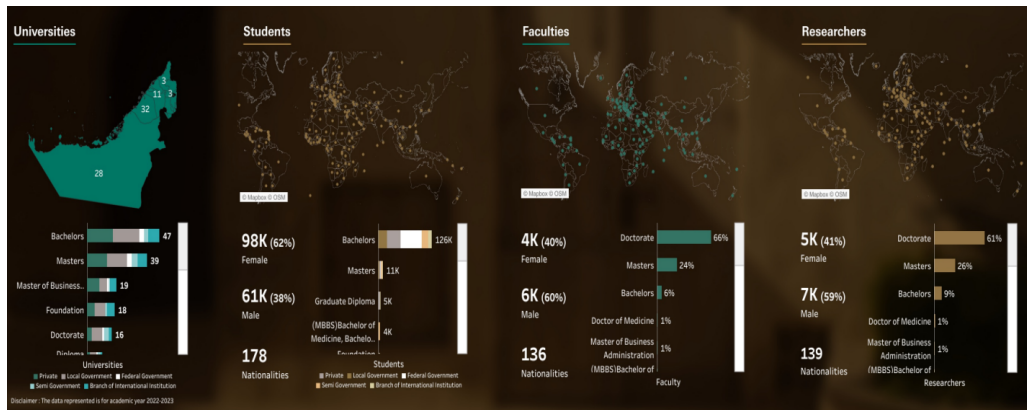 Universities
3
11
3
32
28
Bachelors 47
Masters 39
Master of Business.. 19
Foundation 18
Doctorate 16
Diploma
Universities
Private Local Government Federal Government
Semi Government Branch of International Institution
Disclaimer : The data represented is for academic year 2022-2023
Students
© Mapbox © OSM
98K (62%)
Female
61K (38%)
Male
178
Nationalities
Bachelors 126K
Masters 11K
Graduate Diploma 5K
(MBBS)Bachelor of
Medicine, Bachelo.. 4K
Foundation
Students
Private Local Government Federal Government
Semi Government Branch of International Institution
Faculties
© Mapbox © OSM
4K (40%)
Female
6K (60%)
Male
136
Nationalities
Doctorate 66%
Masters 24%
Bachelors 6%
Doctor of Medicine 1%
Master of Business
Administration 1%
(MBBS)Bachelor of
Faculty
Researchers
© Mapbox © OSM
5K (41%)
Female
7K (59%)
Male
139
Nationalities
Doctorate 61%
Masters 26%
Bachelors 9%
Doctor of Medicine 1%
Master of Business
Administration 1%
(MBBS)Bachelor of
Researchers